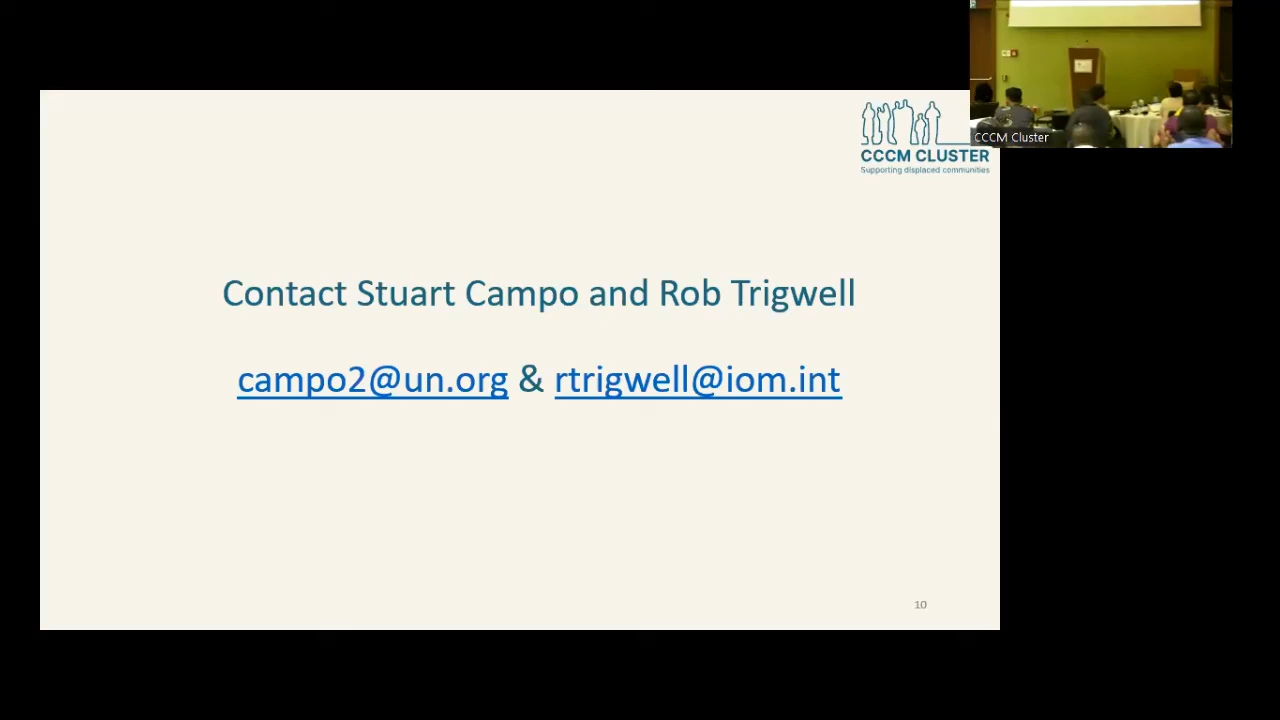 CCCM CLUSTER
Supporting displaced communities
CCCM Cluster
Contact Stuart Campo and Rob Trigwell
campo2@un.org & rtrigwell@iom.int
10